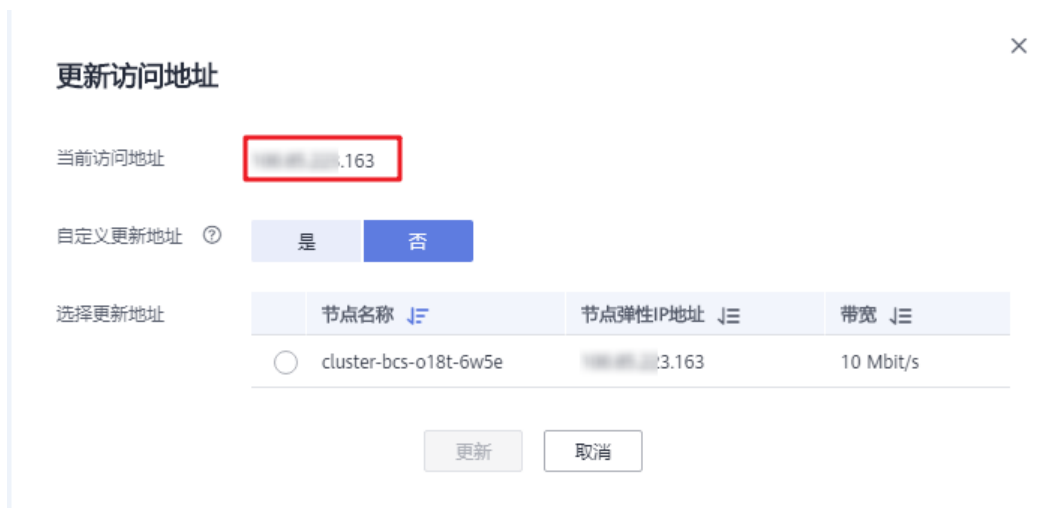 更新访问地址
当前访问地址 .163
自定义更新地址 是 否
选择更新地址 节点名称 节点弹性IP地址 带宽
cluster-bcs-o18t-6w5e 3.163 10 Mbit/s
更新 取消